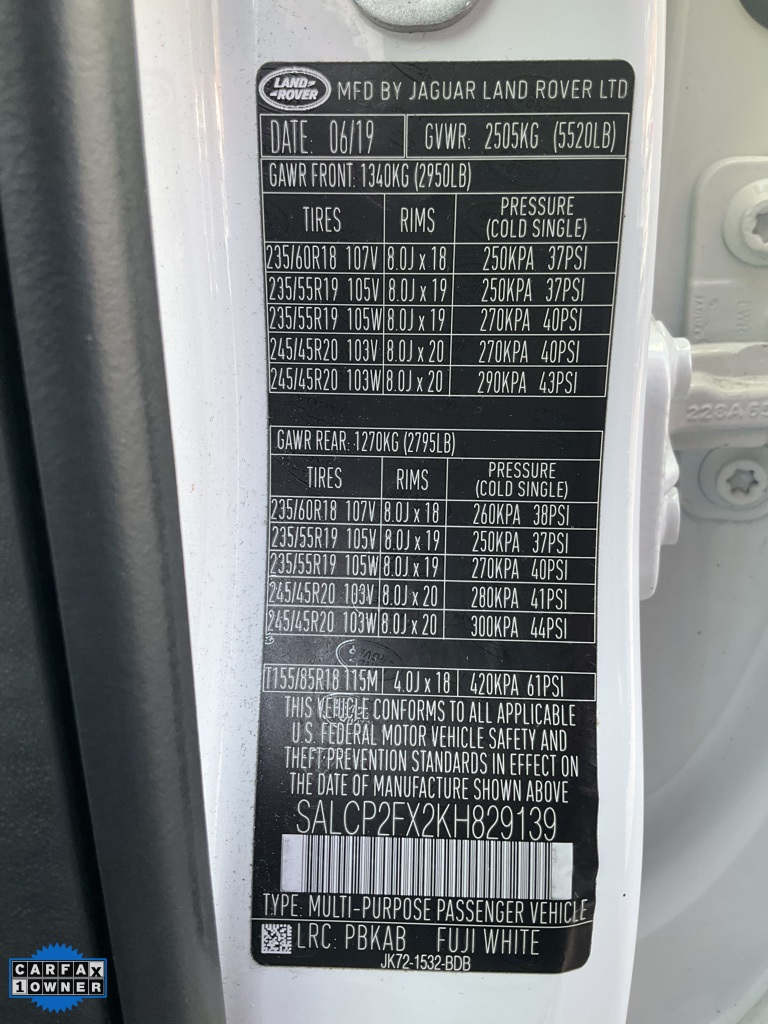 LAND-
-ROVER
MFD BY JAGUAR LAND ROVER LTD
DATE: 06/19 GVWR: 2505KG (5520LB)
GAWR FRONT: 1340KG (2950LB)
TIRES RIMS PRESSURE
(COLD SINGLE)
235/60R18 107V 8.0J x 18 250KPA 37PSI
235/55R19 105V 8.0J x 19 250KPA 37PSI
235/55R19 105W 8.0J x 19 270KPA 40PSI
245/45R20 103V 8.0J x 20 270KPA 40PSI
245/45R20 103W 8.0J x 20 290KPA 43PSI
GAWR REAR: 1270KG (2795LB)
TIRES RIMS PRESSURE
(COLD SINGLE)
235/60R18 107V 8.0J x 18 260KPA 38PSI
235/55R19 105V 8.0J x 19 250KPA 37PSI
235/55R19 105W 8.0J x 19 270KPA 40PSI
245/45R20 103V 8.0J x 20 280KPA 41PSI
245/45R20 103W 8.0J x 20 300KPA 44PSI
T155/85R18 115M 4.0J x 18 420KPA 61PSI
THIS VEHICLE CONFORMS TO ALL APPLICABLE
U.S. FEDERAL MOTOR VEHICLE SAFETY AND
THEFT PREVENTION STANDARDS IN EFFECT ON
THE DATE OF MANUFACTURE SHOWN ABOVE
SALCP2FX2KH829139
TYPE: MULTI-PURPOSE PASSENGER VEHICLE
LRC: PBKAB FUJI WHITE
JK72-1532-BDB
CARFAX
1 OWNER